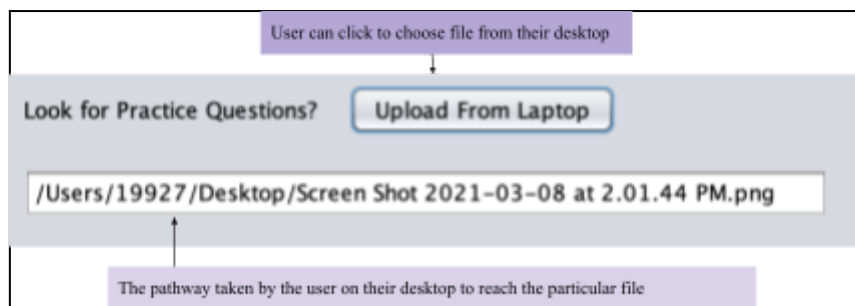 User can click to choose file from their desktop
Look for Practice Questions? Upload From Laptop
/Users/19927/Desktop/Screen Shot 2021-03-08 at 2.01.44 PM.png
The pathway taken by the user on their desktop to reach the particular file